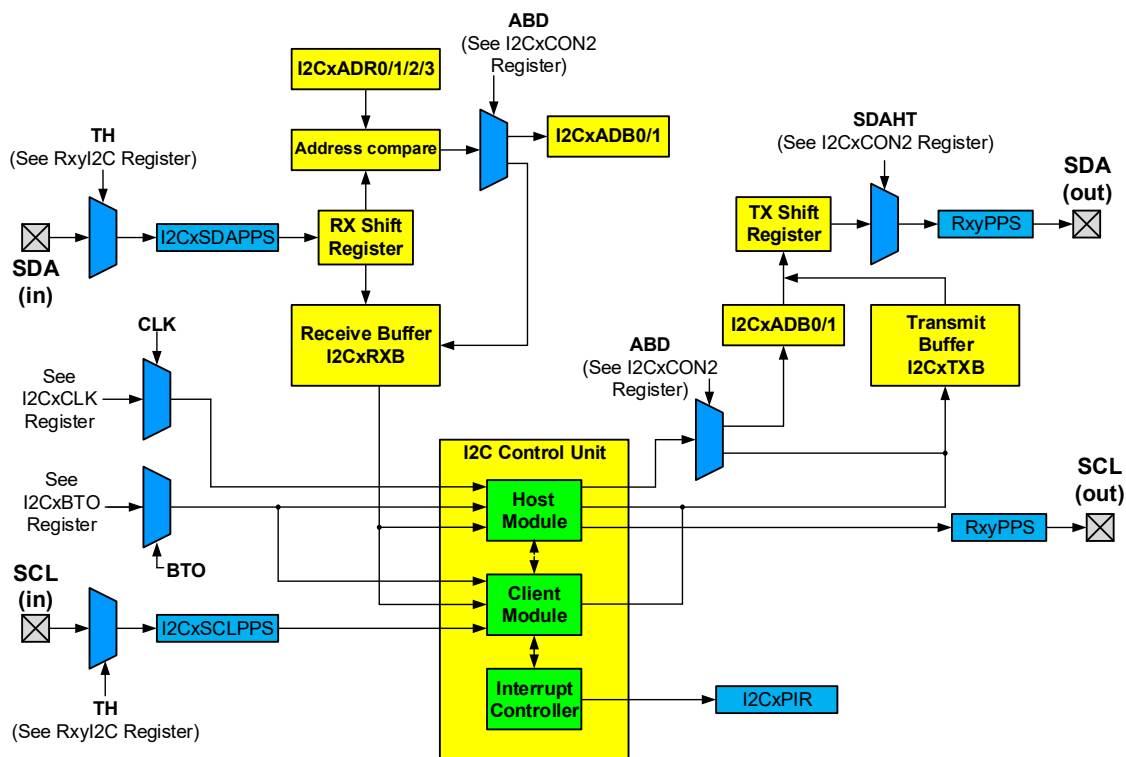 ABD
(See I2CxCON2
Register)
I2CxADR0/1/2/3
TH
(See RxyI2C Register)
Address compare
I2CxADB0/1
SDAHT
(See I2CxCON2 Register)
SDA
(out)
I2CxSDAPPS
RX Shift
Register
TX Shift
Register
RxyPPS
SDA
(in)
Receive Buffer
I2CxRXB
I2CxADB0/1
Transmit
Buffer
I2CxTXB
CLK
See
I2CxCLK
Register
ABD
(See I2CxCON2
Register)
I2C Control Unit
See
I2CxBTO
Register
BTO
Host
Module
SCL
(out)
RxyPPS
SCL
(in)
Client
Module
I2CxSCLPPS
TH
(See RxyI2C Register)
Interrupt
Controller
I2CxPIR